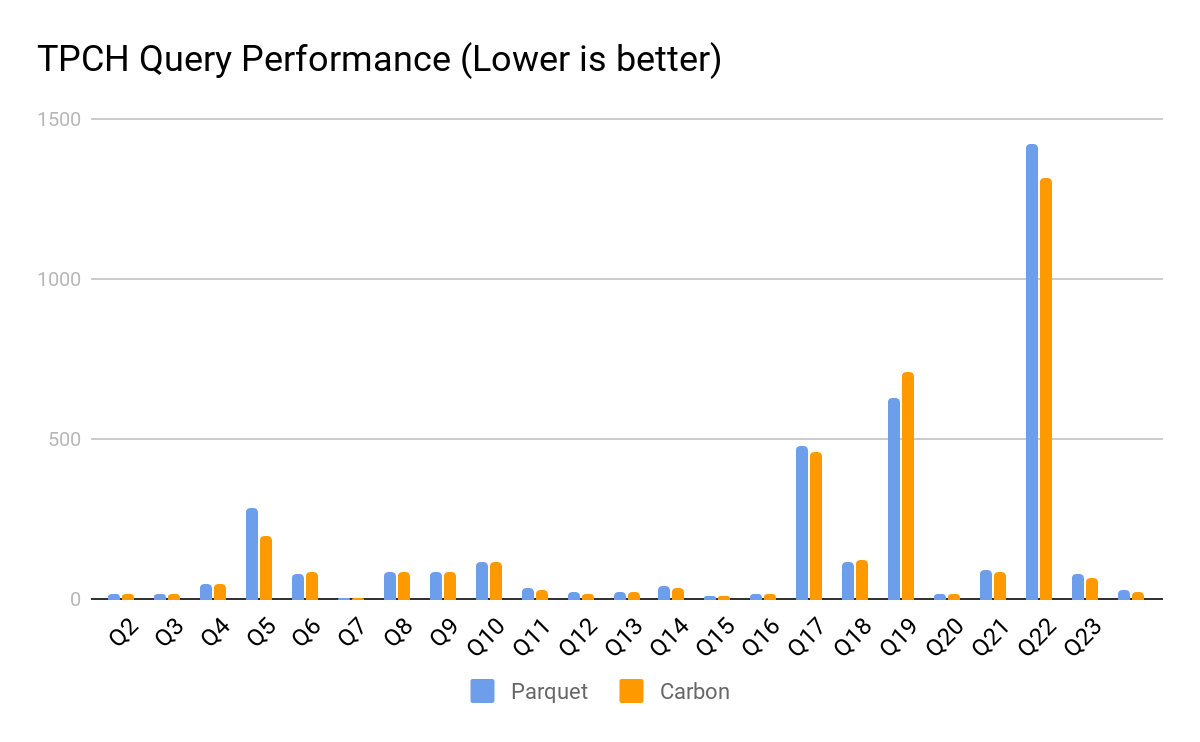 TPCH Query Performance (Lower is better)
1500
1000
500
0
Q2 Q3 Q4 Q5 Q6 Q7 Q8 Q9 Q10 Q11 Q12 Q13 Q14 Q15 Q16 Q17 Q18 Q19 Q20 Q21 Q22 Q23
Parquet Carbon